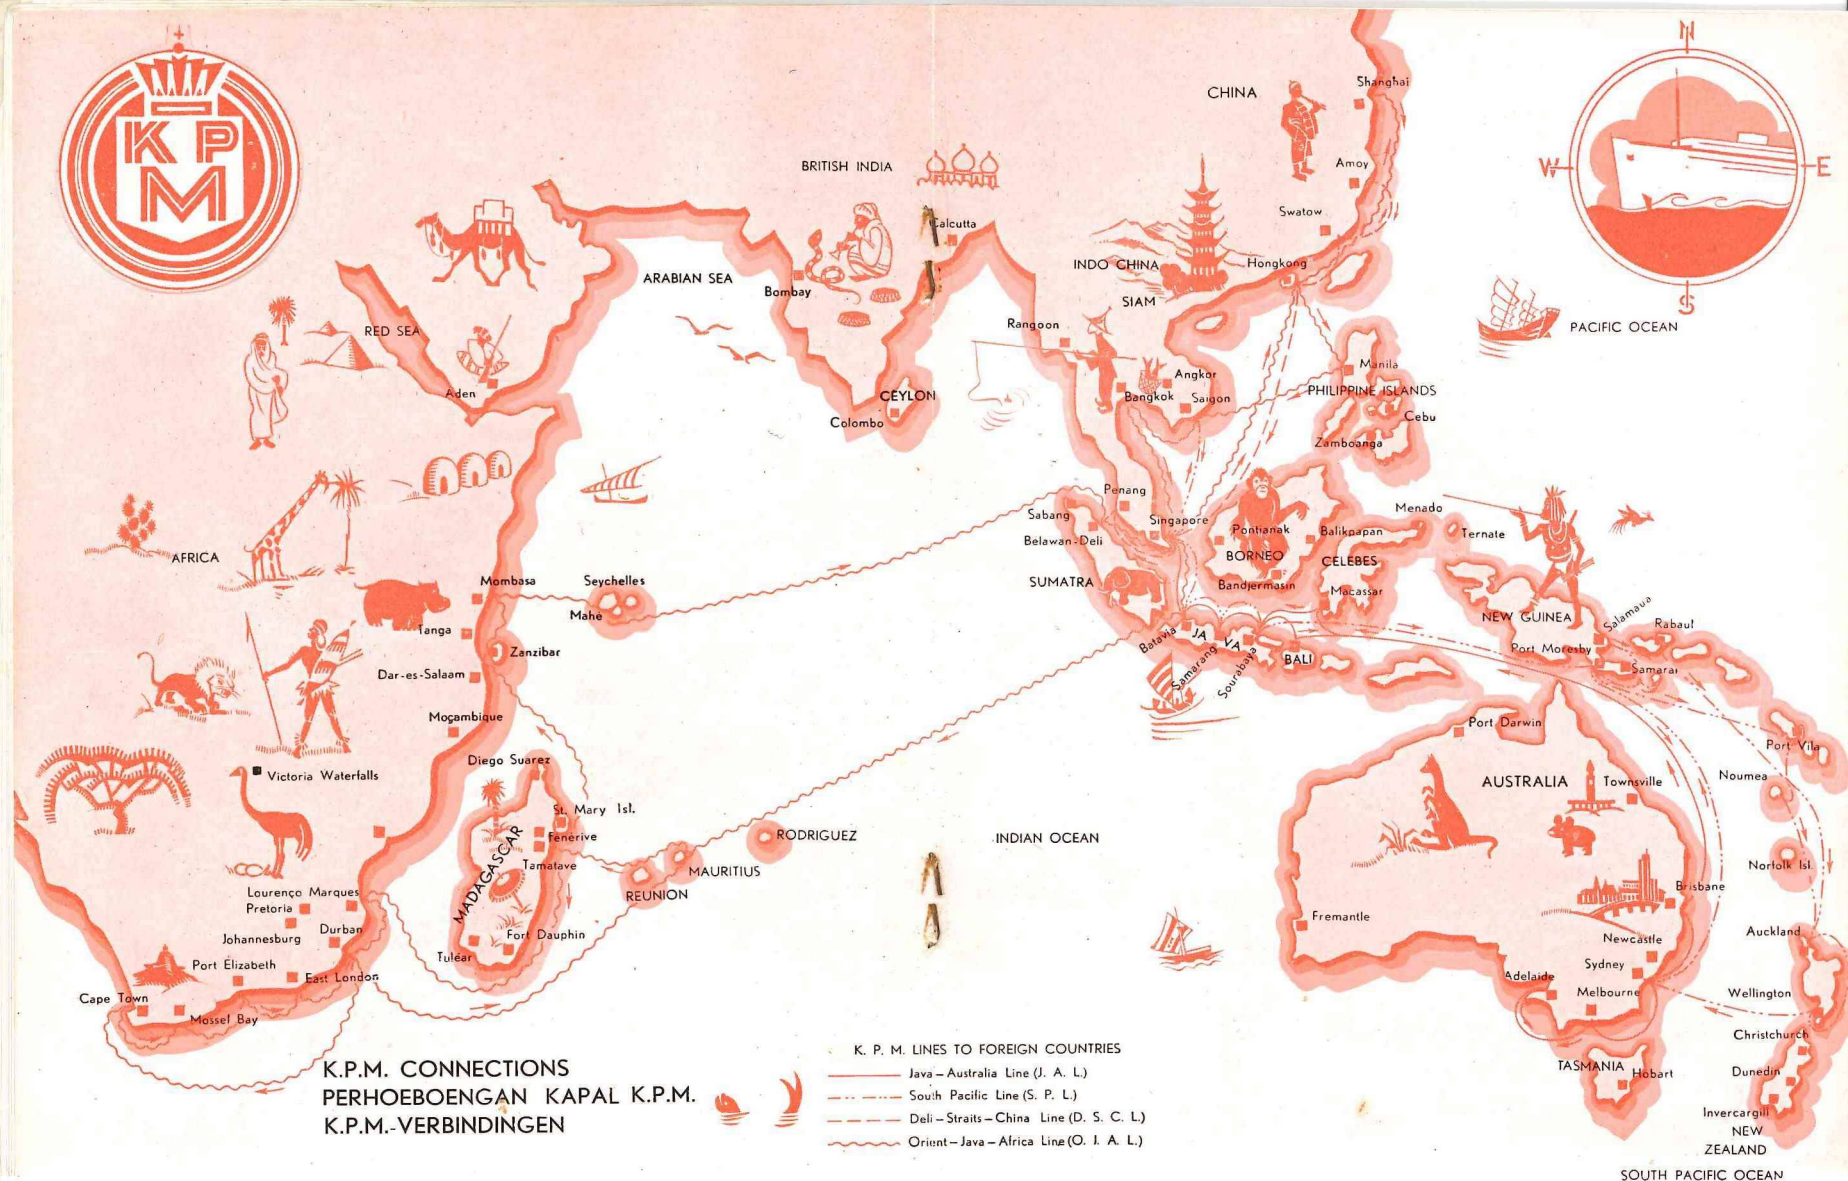 K P
M
N
W
E
S
CHINA
Shanghai
Amoy
Swatow
Hongkong
BRITISH INDIA
Calcutta
Bombay
ARABIAN SEA
RED SEA
Aden
CEYLON
Colombo
INDO CHINA
SIAM
Rangoon
Angkor
Bangkok
Saigon
PACIFIC OCEAN
Manila
PHILIPPINE ISLANDS
Cebu
Zamboanga
Penang
Sabang
Singapore
Belawan-Deli
SUMATRA
Pontianak
Balikpapan
BORNEO
Bandjermasin
CELEBES
Macassar
Menado
Ternate
NEW GUINEA
Salamaua
Rabaul
Port Moresby
Samarai
Batavia
JAVA
Samarang
Sourabaya
BALI
AFRICA
Mombasa
Seychelles
Mahé
Tanga
Zanzibar
Dar-es-Salaam
Moçambique
Diego Suarez
Victoria Waterfalls
St. Mary Isl.
Fénérive
Tamatave
MADAGASCAR
RODRIGUEZ
MAURITIUS
REUNION
Fort Dauphin
Tuléar
Lourenço Marques
Pretoria
Johannesburg
Durban
Port Elizabeth
East London
Cape Town
Mossel Bay
INDIAN OCEAN
Port Darwin
AUSTRALIA
Townsville
Brisbane
Fremantle
Newcastle
Sydney
Adelaide
Melbourne
TASMANIA
Hobart
Port Vila
Noumea
Norfolk Isl.
Auckland
Wellington
Christchurch
Dunedin
Invercargill
NEW
ZEALAND
SOUTH PACIFIC OCEAN
K.P.M. CONNECTIONS
PERHOEBOENGAN KAPAL K.P.M.
K.P.M.-VERBINDINGEN
K. P. M. LINES TO FOREIGN COUNTRIES
Java–Australia Line (J. A. L.)
South Pacific Line (S. P. L.)
Deli–Straits–China Line (D. S. C. L.)
Orient–Java–Africa Line (O. J. A. L.)